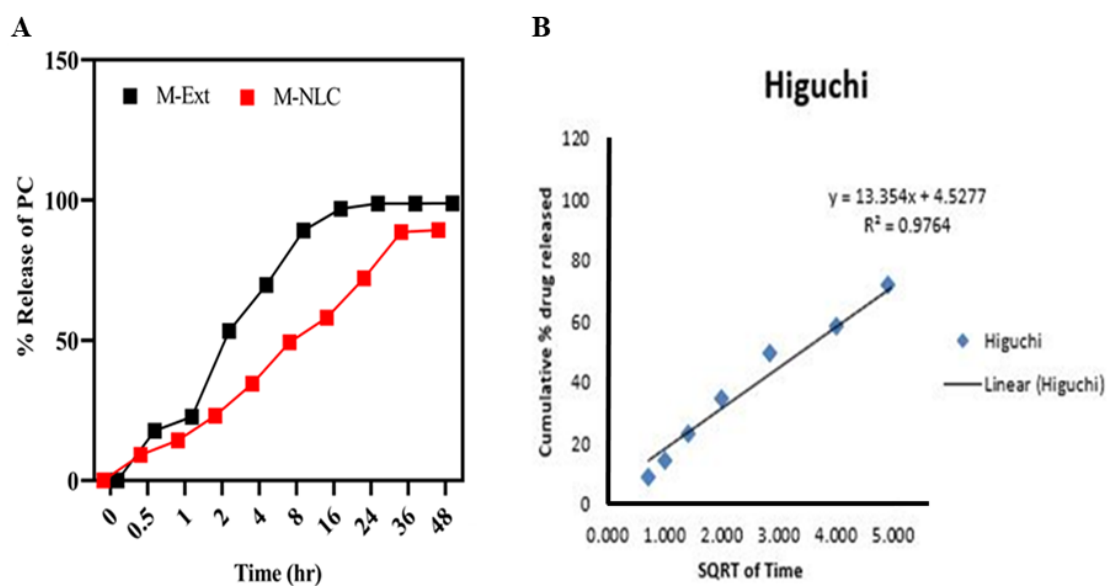 A
150
M-Ext
M-NLC
100
50
0
% Release of PC
0
0.5
1
2
4
8
16
24
36
48
Time (hr)
B
Higuchi
120
100
80
60
40
20
0
Cumulative % drug released
y = 13.354x + 4.5277
R² = 0.9764
Higuchi
Linear (Higuchi)
0.000 1.000 2.000 3.000 4.000 5.000
SQRT of Time